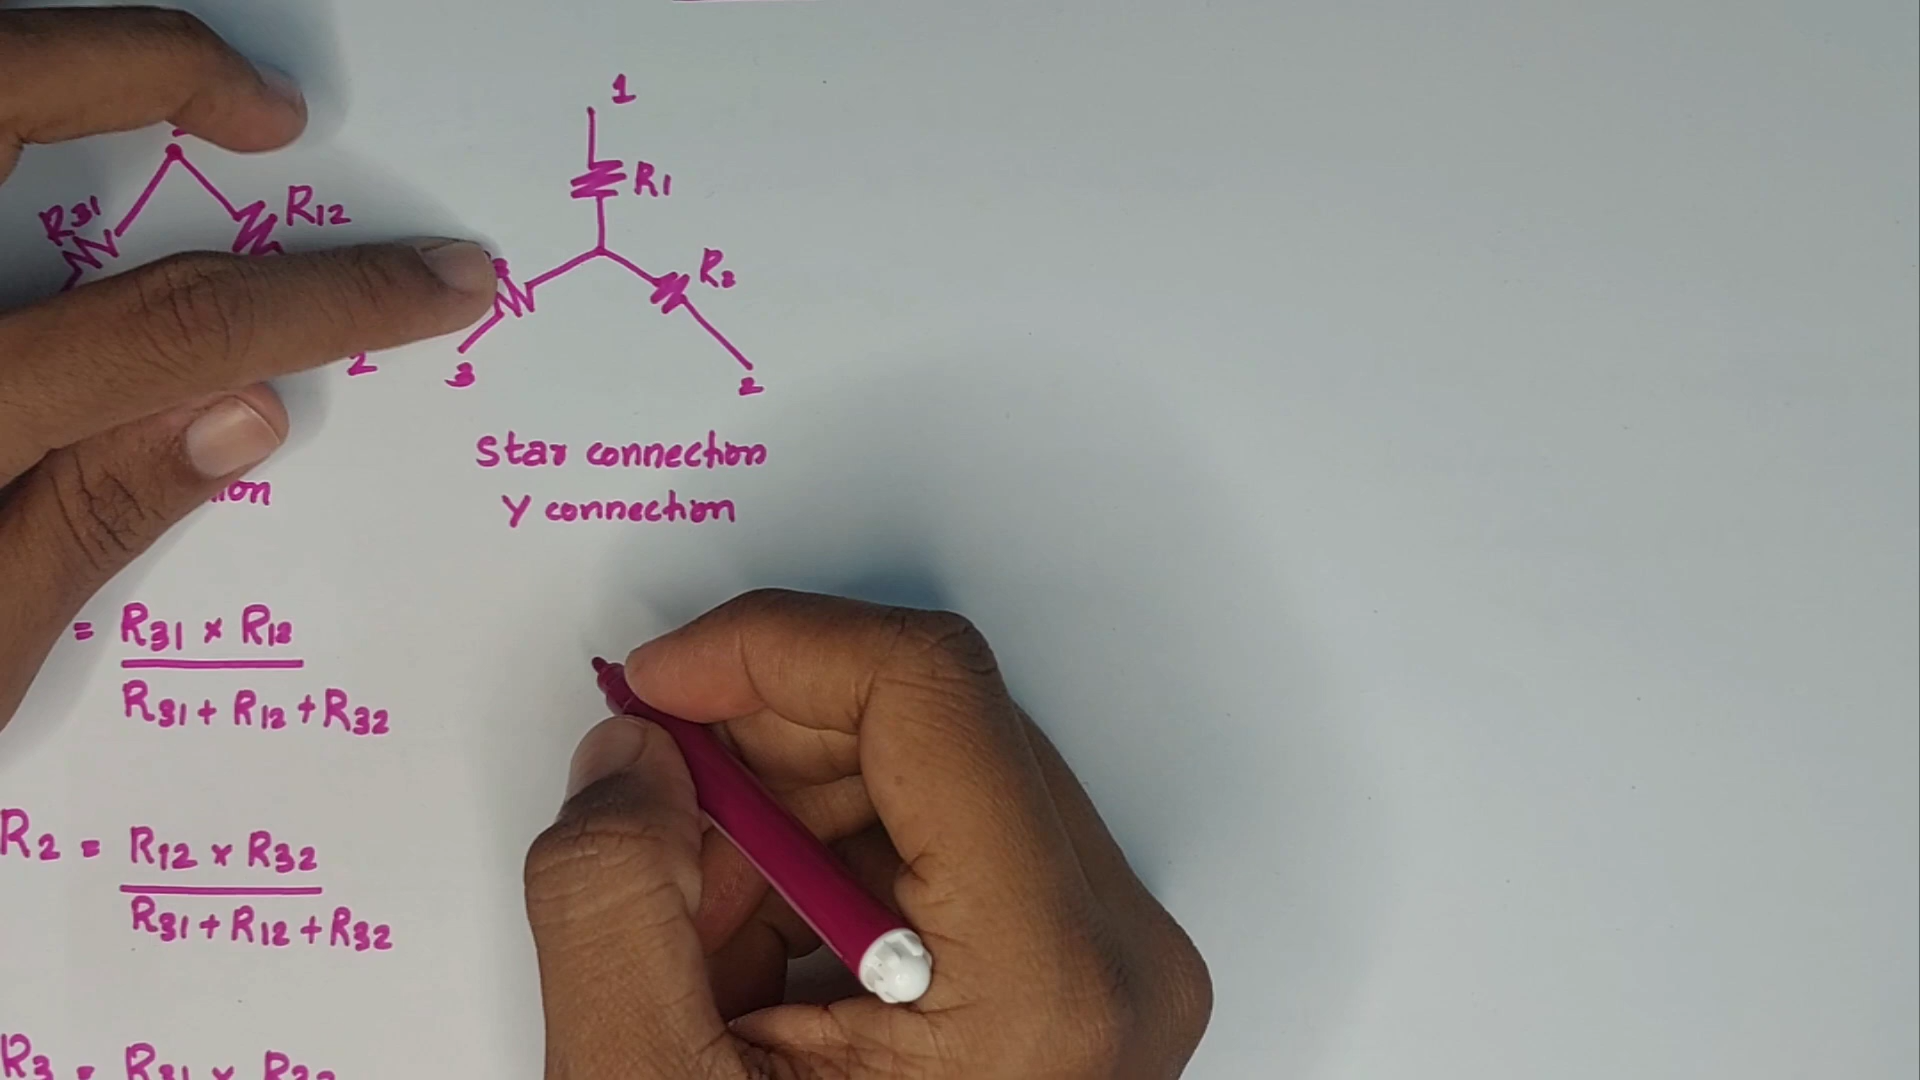 1
R1
R31
R12
R2
2
3
2
Star connection
Y connection
= R31 × R12
R31 + R12 + R32
R2 = R12 × R32
R31 + R12 + R32
R3 = R31 ×